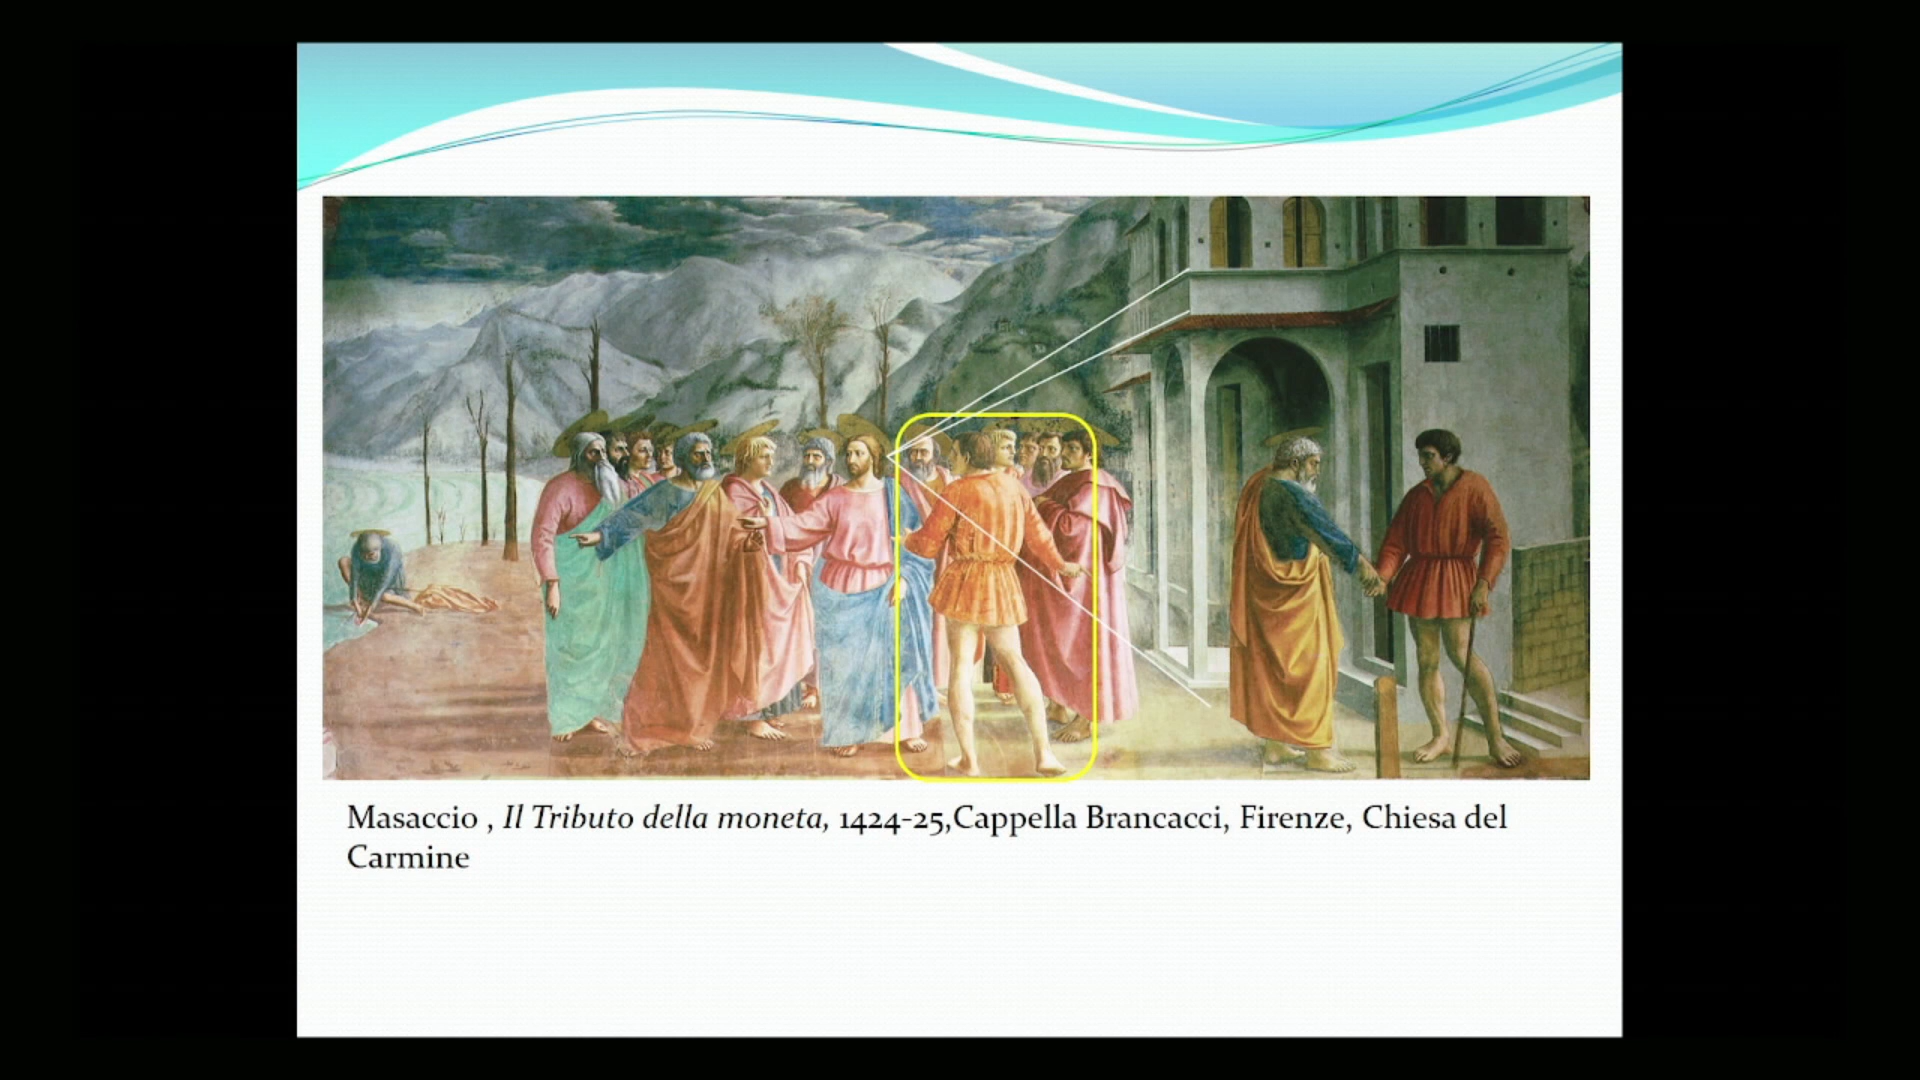 Masaccio , Il Tributo della moneta, 1424-25,Cappella Brancacci, Firenze, Chiesa del
Carmine